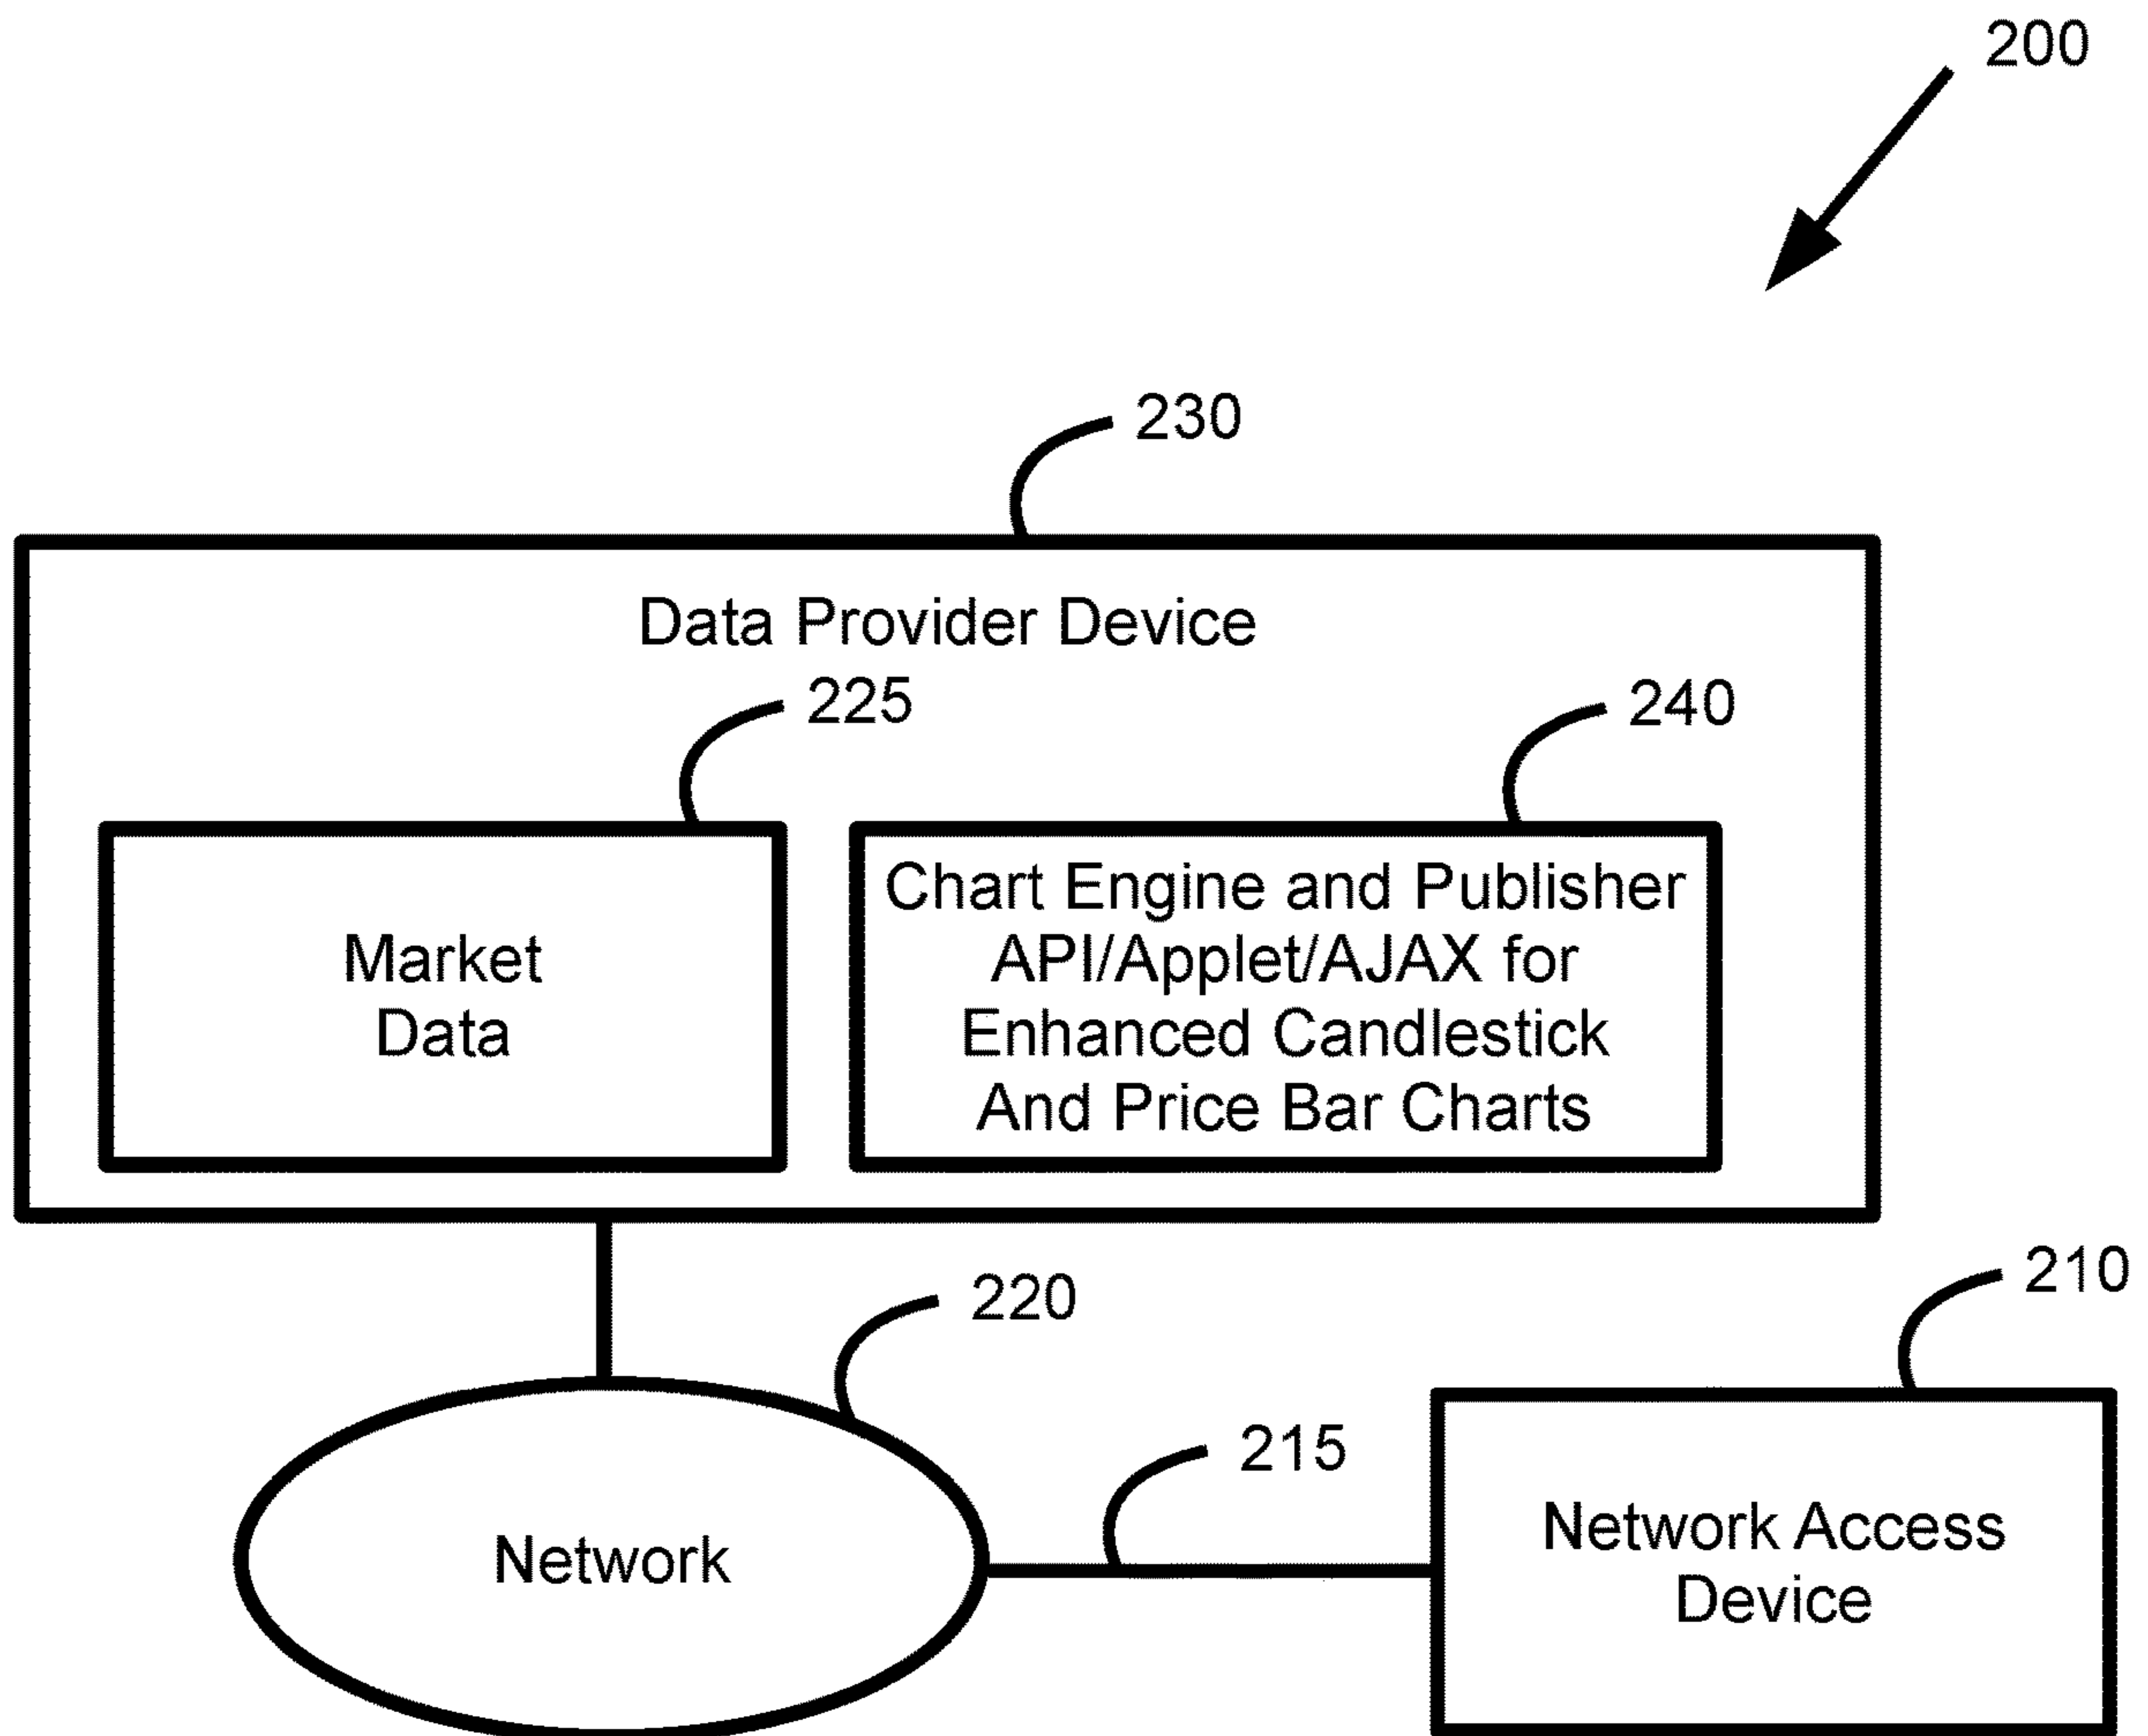 200
230
Data Provider Device
225
240
Market
Data
Chart Engine and Publisher
API/Applet/AJAX for
Enhanced Candlestick
And Price Bar Charts
220
210
215
Network
Network Access
Device